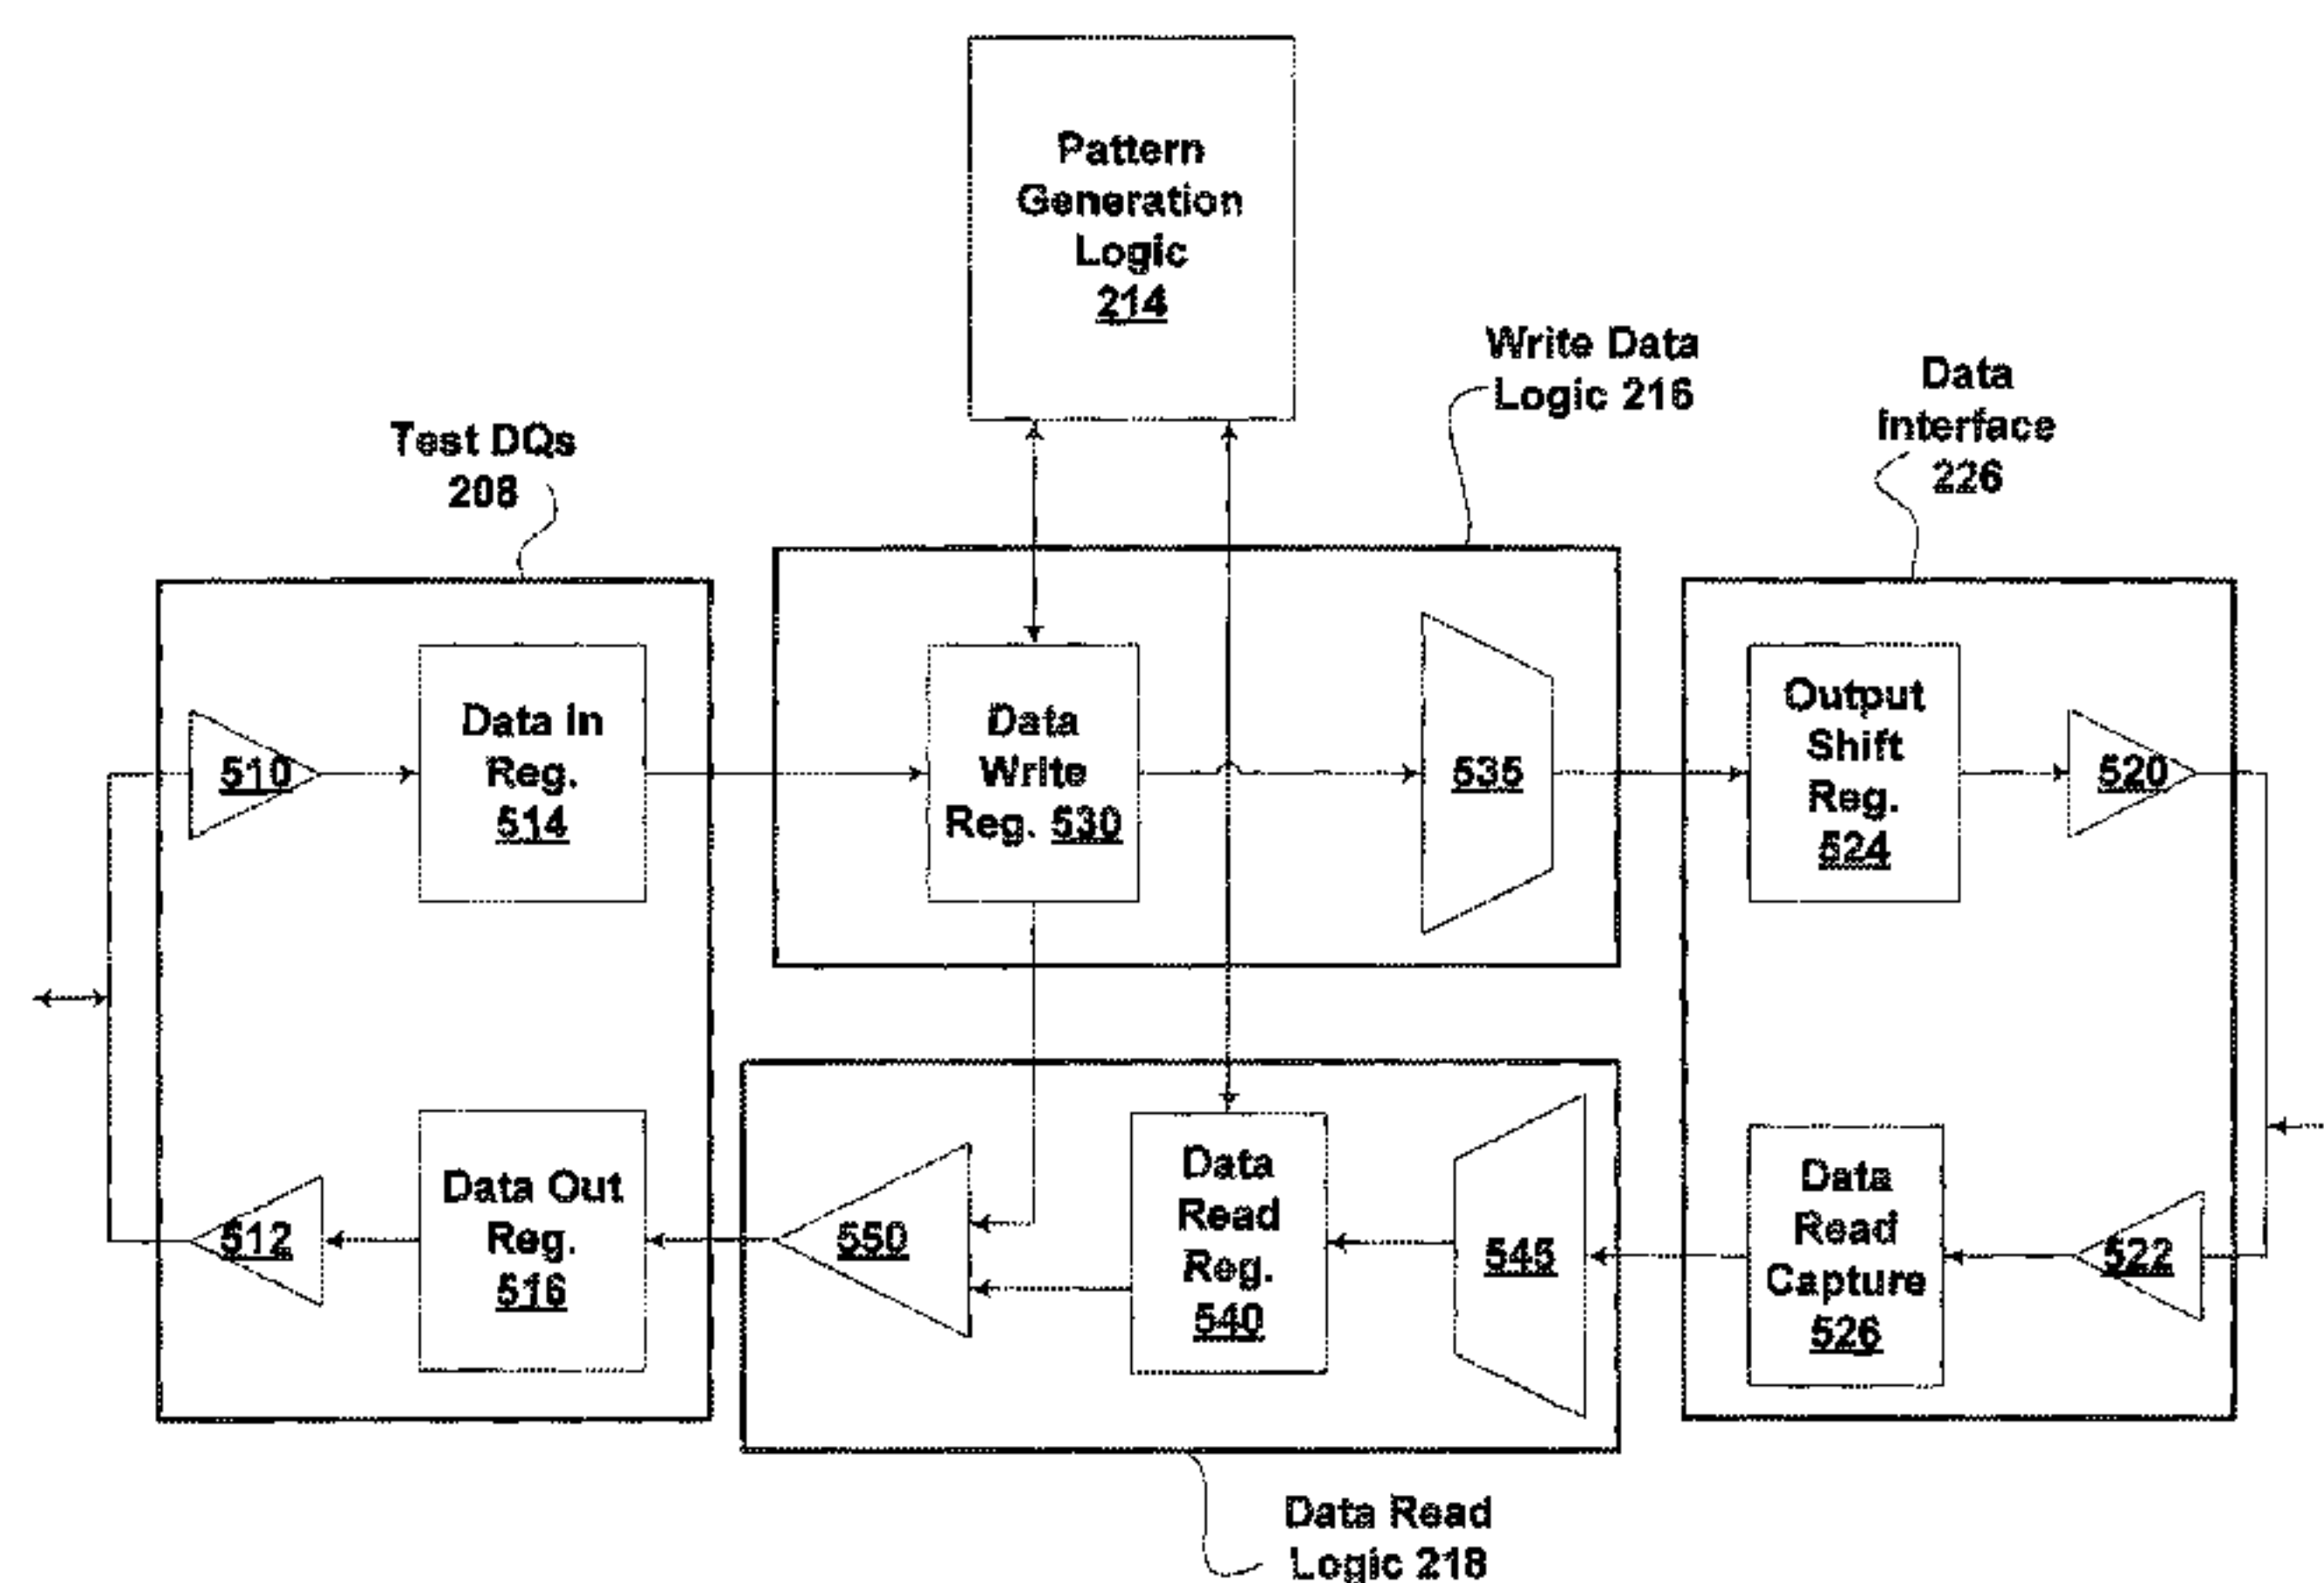 Pattern
Generation
Logic
214
Write Data
Logic 216
Data
Interface
226
Test DQs
208
510
Data In
Reg.
514
Data
Write
Reg. 530
535
Output
Shift
Reg.
524
520
512
Data Out
Reg.
516
550
Data
Read
Reg.
540
545
Data
Read
Capture
526
522
Data Read
Logic 218